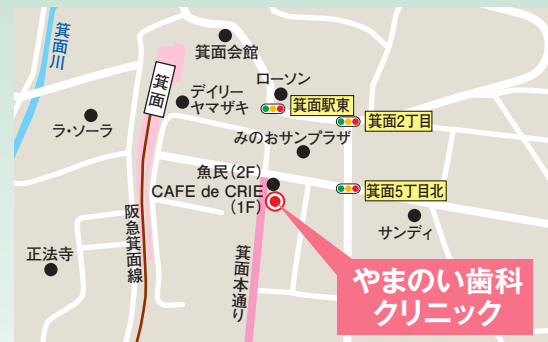 箕面川
箕面会館
ローソン
箕面
デイリー
ヤマザキ
箕面駅東
箕面2丁目
ラ・ソーラ
みのおサンプラザ
魚民(2F)
CAFE de CRIE
(1F)
箕面5丁目北
サンディ
阪急箕面線
箕面本通り
正法寺
やまのい歯科
クリニック